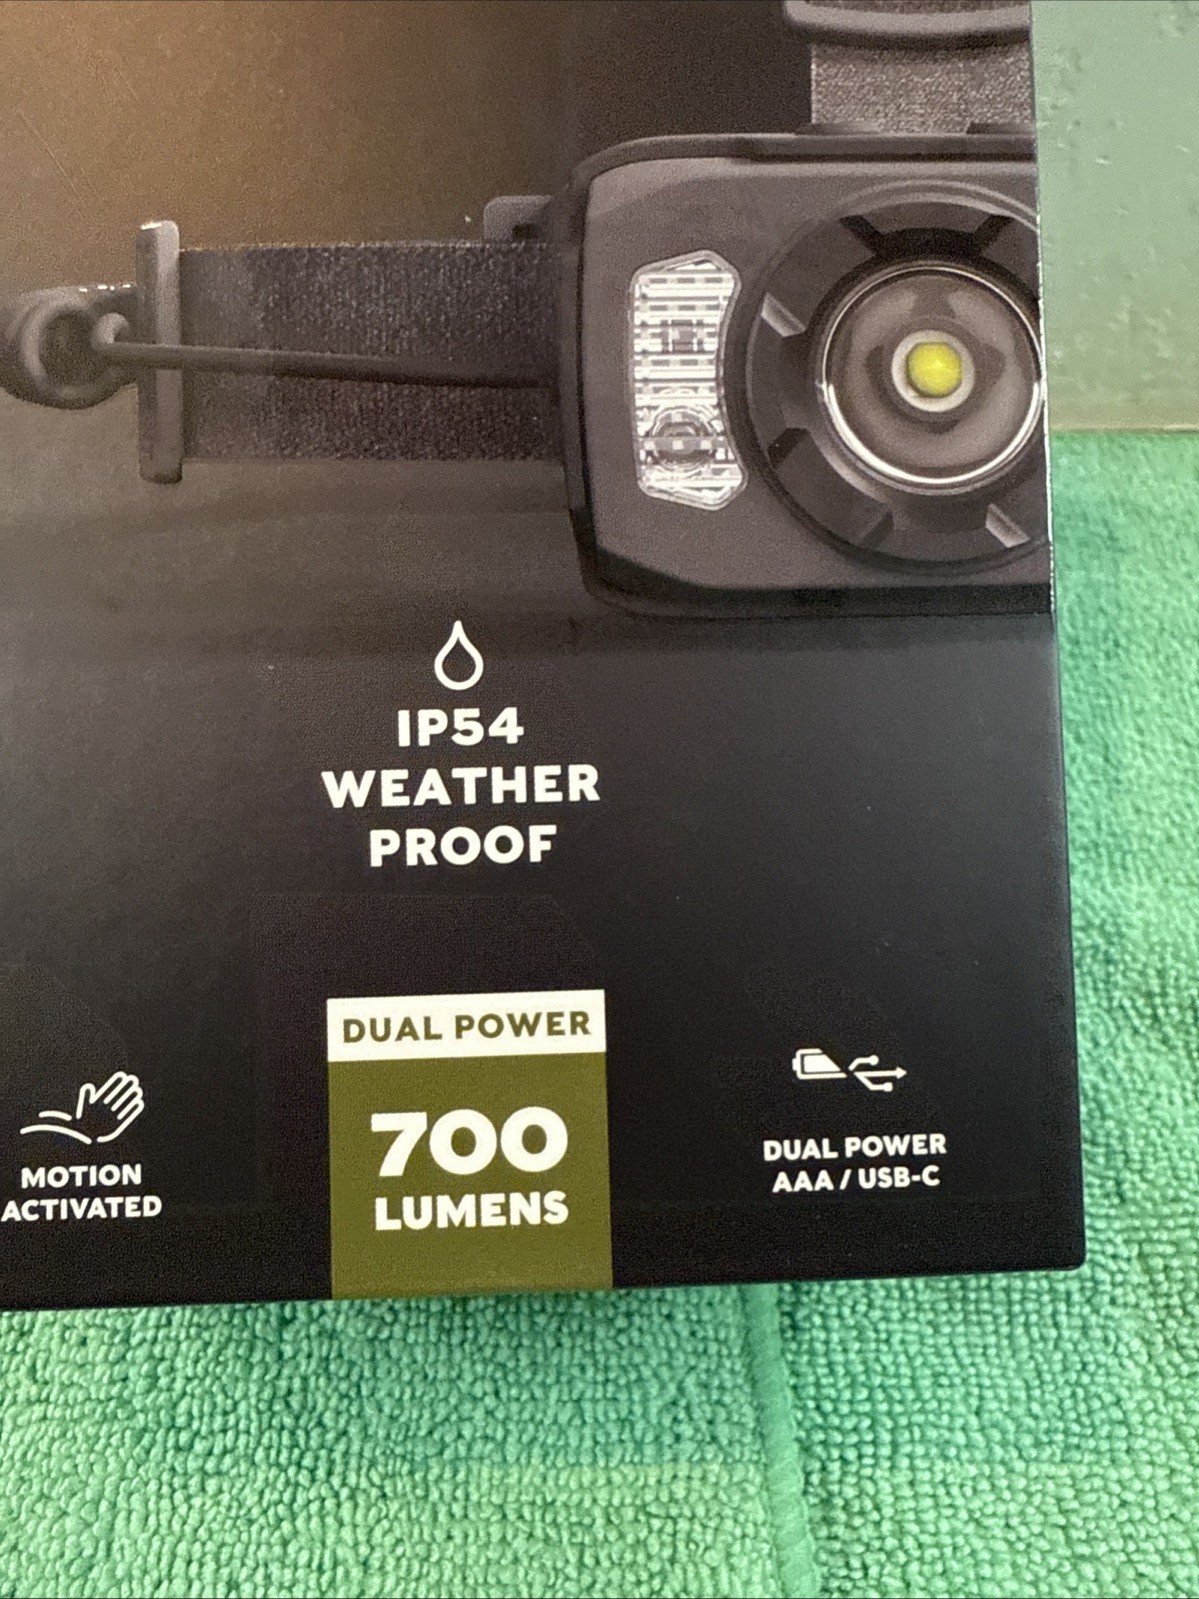 IP54
WEATHER
PROOF
DUAL POWER
700
LUMENS
MOTION
ACTIVATED
DUAL POWER
AAA / USB-C